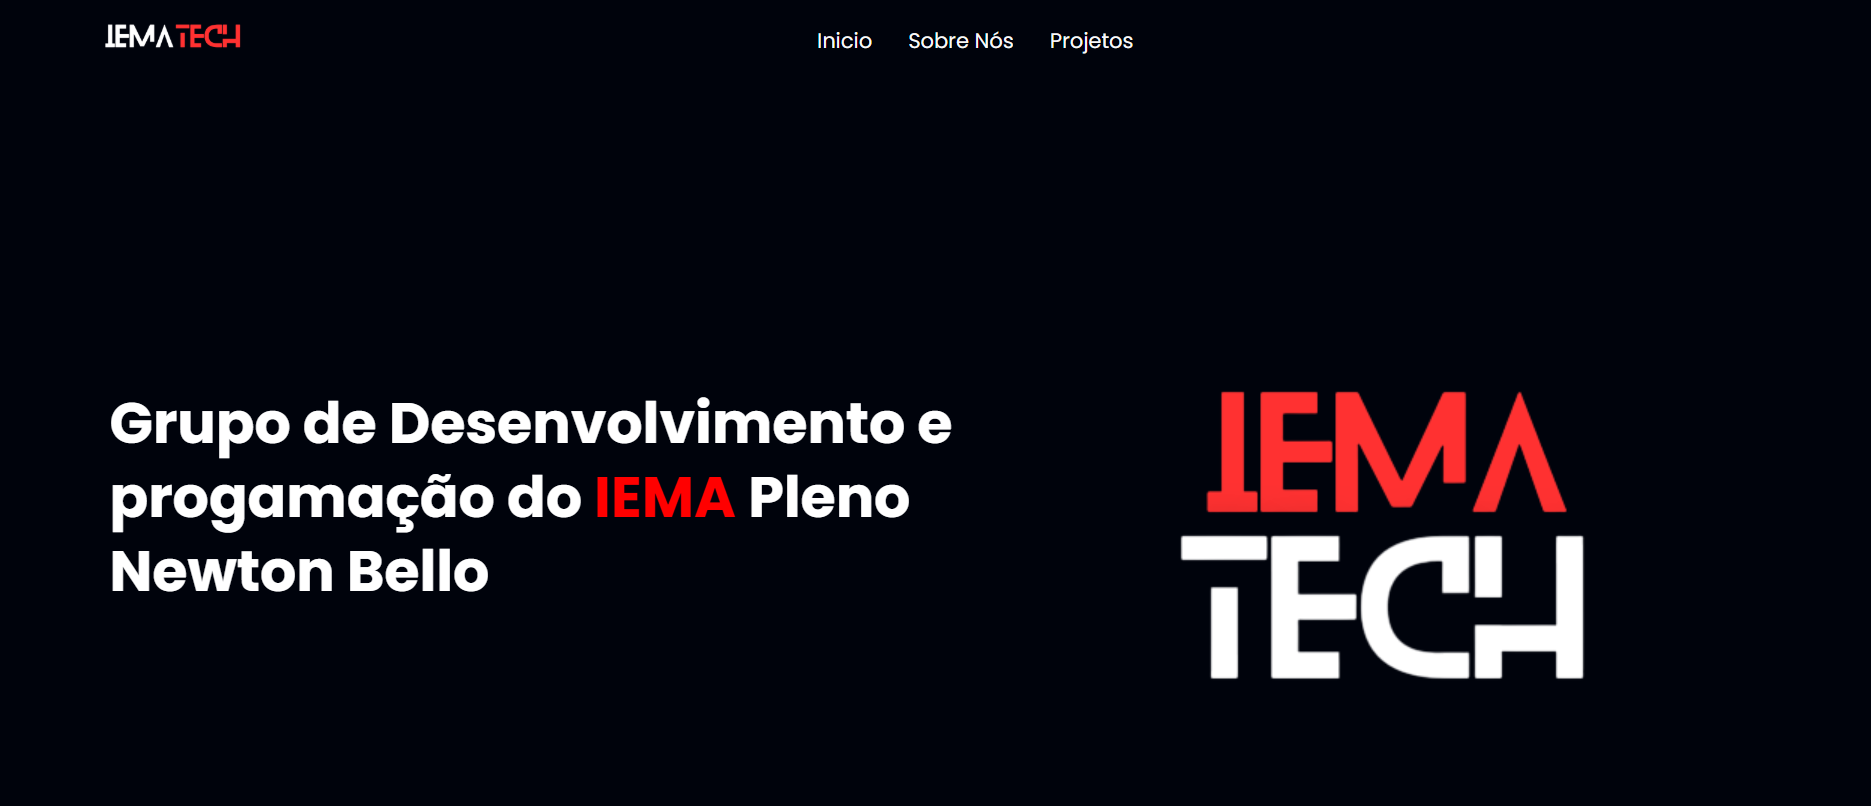 IEMA TECH
Inicio Sobre Nós Projetos
Grupo de Desenvolvimento e
progamação do IEMA Pleno
Newton Bello
IEMA
TECH